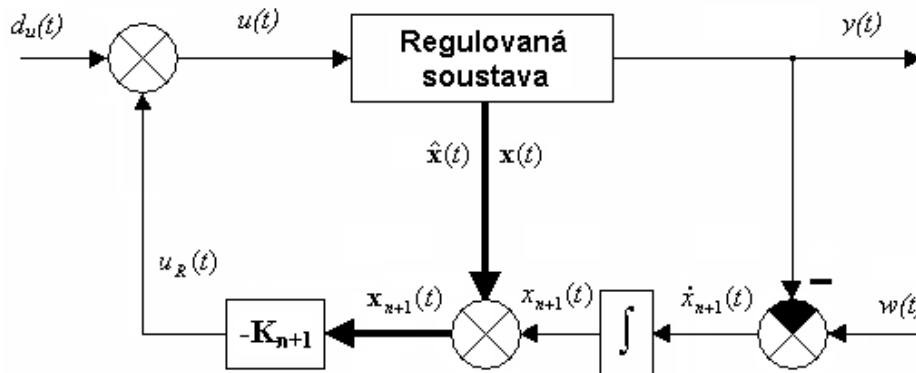 d_u(t)
u(t)
Regulovaná
soustava
y(t)
x̂(t)
x(t)
u_R(t)
x_{n+1}(t)
x_{n+1}(t)
ẋ_{n+1}(t)
w(t)
-K_{n+1}
∫
–